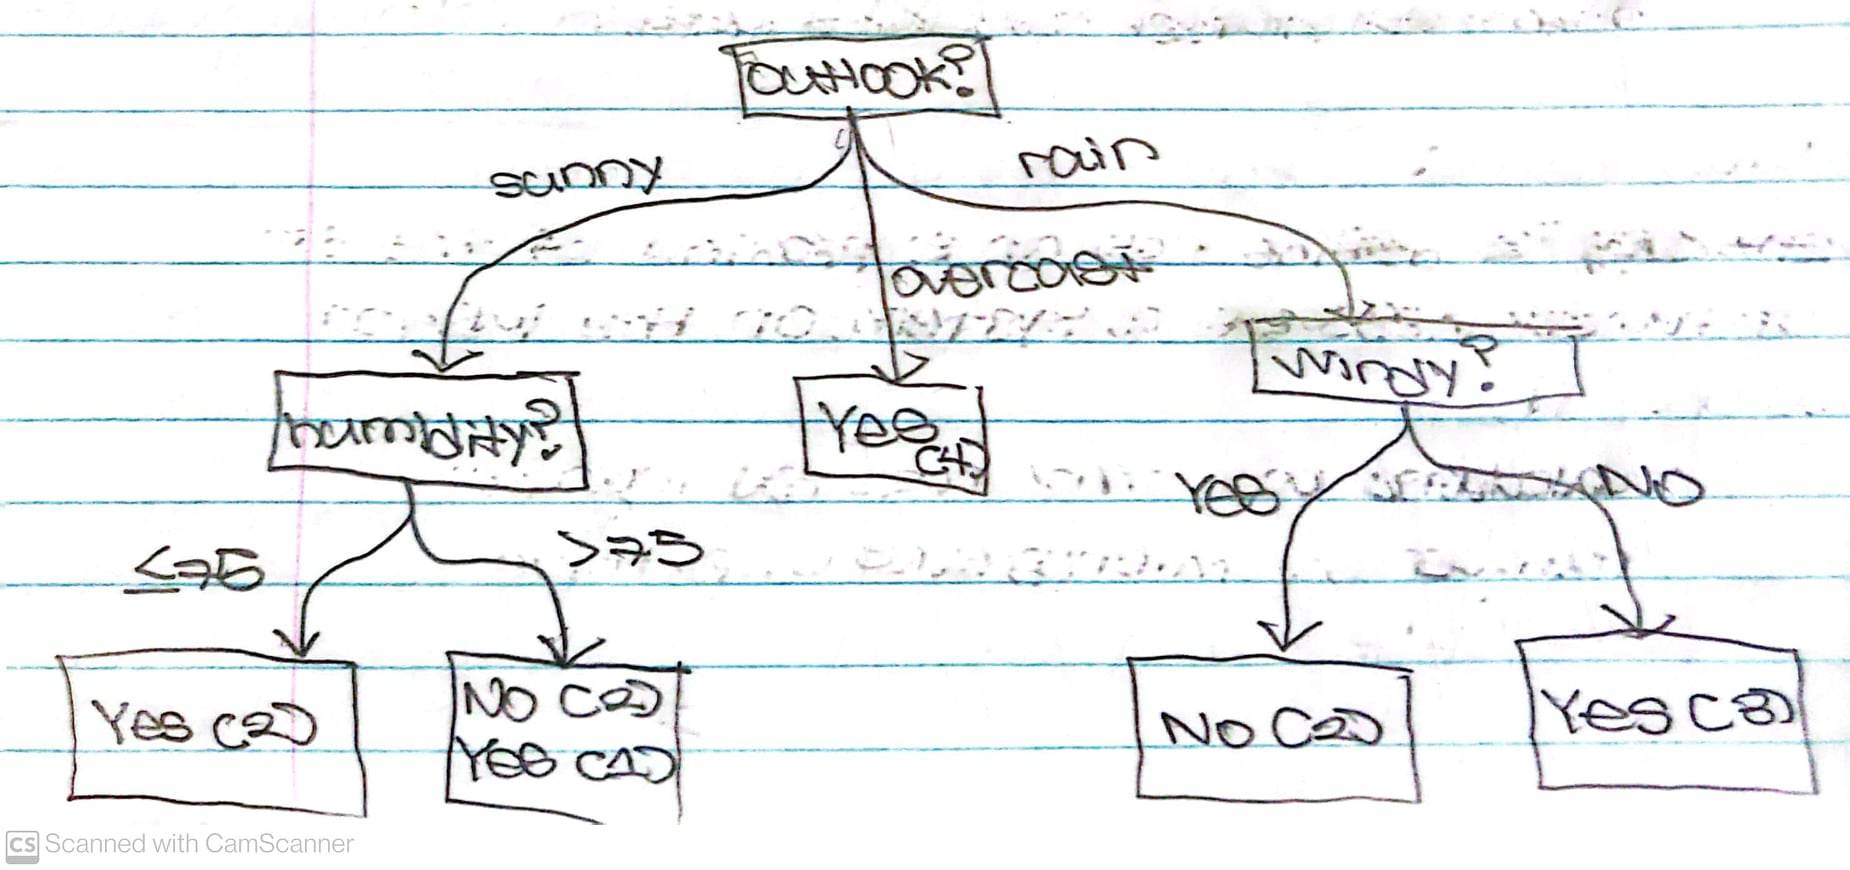 outlook?
sunny
rain
overcast
humidity?
Yes (4)
Windy?
≤75
>75
Yes
NO
Yes (2)
NO (2)
Yes (1)
NO (2)
Yes (3)
CS Scanned with CamScanner